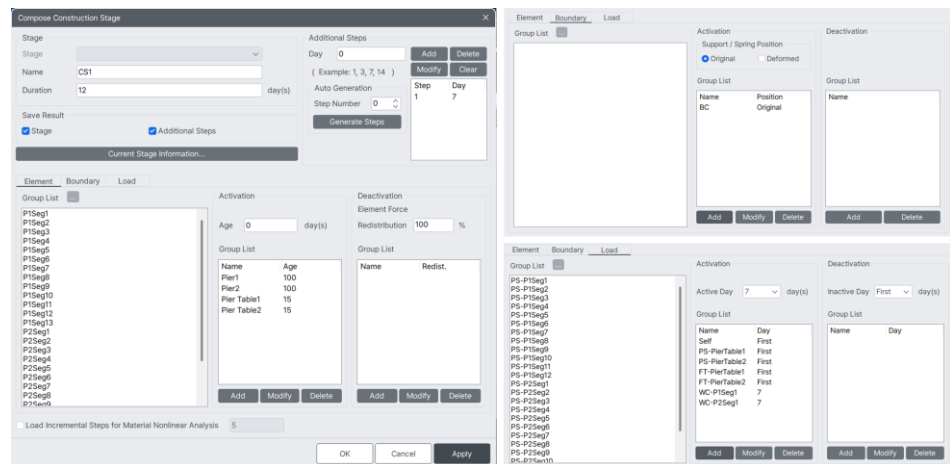 Compose Construction Stage
Stage
Stage
Name CS1
Duration 12 day(s)
Save Result
Stage Additional Steps
Current Stage Information...
Additional Steps
Day 0 Add Delete
( Example: 1, 3, 7, 14 ) Modify Clear
Auto Generation
Step Number 0
Generate Steps
Step Day
1 7
Element Boundary Load
Group List ...
P1Seg1
P1Seg2
P1Seg3
P1Seg4
P1Seg5
P1Seg6
P1Seg7
P1Seg8
P1Seg9
P1Seg10
P1Seg11
P1Seg12
P1Seg13
P2Seg1
P2Seg2
P2Seg3
P2Seg4
P2Seg5
P2Seg6
P2Seg7
P2Seg8
P2Seg9
Activation
Age 0 day(s)
Group List
Name Age
Pier1 100
Pier2 100
Pier Table1 15
Pier Table2 15
Add Modify Delete
Deactivation
Element Force
Redistribution 100 %
Group List
Name Redist.
Add Modify Delete
Load Incremental Steps for Material Nonlinear Analysis 5
OK Cancel Apply
Element Boundary Load
Group List ...
Activation
Support / Spring Position
Original Deformed
Group List
Name Position
BC Original
Add Modify Delete
Deactivation
Group List
Name
Add Delete
Element Boundary Load
Group List ...
PS-P1Seg1
PS-P1Seg2
PS-P1Seg3
PS-P1Seg4
PS-P1Seg5
PS-P1Seg6
PS-P1Seg7
PS-P1Seg8
PS-P1Seg9
PS-P1Seg10
PS-P1Seg11
PS-P1Seg12
PS-P2Seg1
PS-P2Seg2
PS-P2Seg3
PS-P2Seg4
PS-P2Seg5
PS-P2Seg6
PS-P2Seg7
PS-P2Seg8
PS-P2Seg9
PS-P2Seg10
Activation
Active Day 7 day(s)
Group List
Name Day
Self First
PS-PierTable1 First
PS-PierTable2 First
FT-PierTable1 First
FT-PierTable2 First
WC-P1Seg1 7
WC-P2Seg1 7
Add Modify Delete
Deactivation
Inactive Day First day(s)
Group List
Name Day
Add Modify Delete